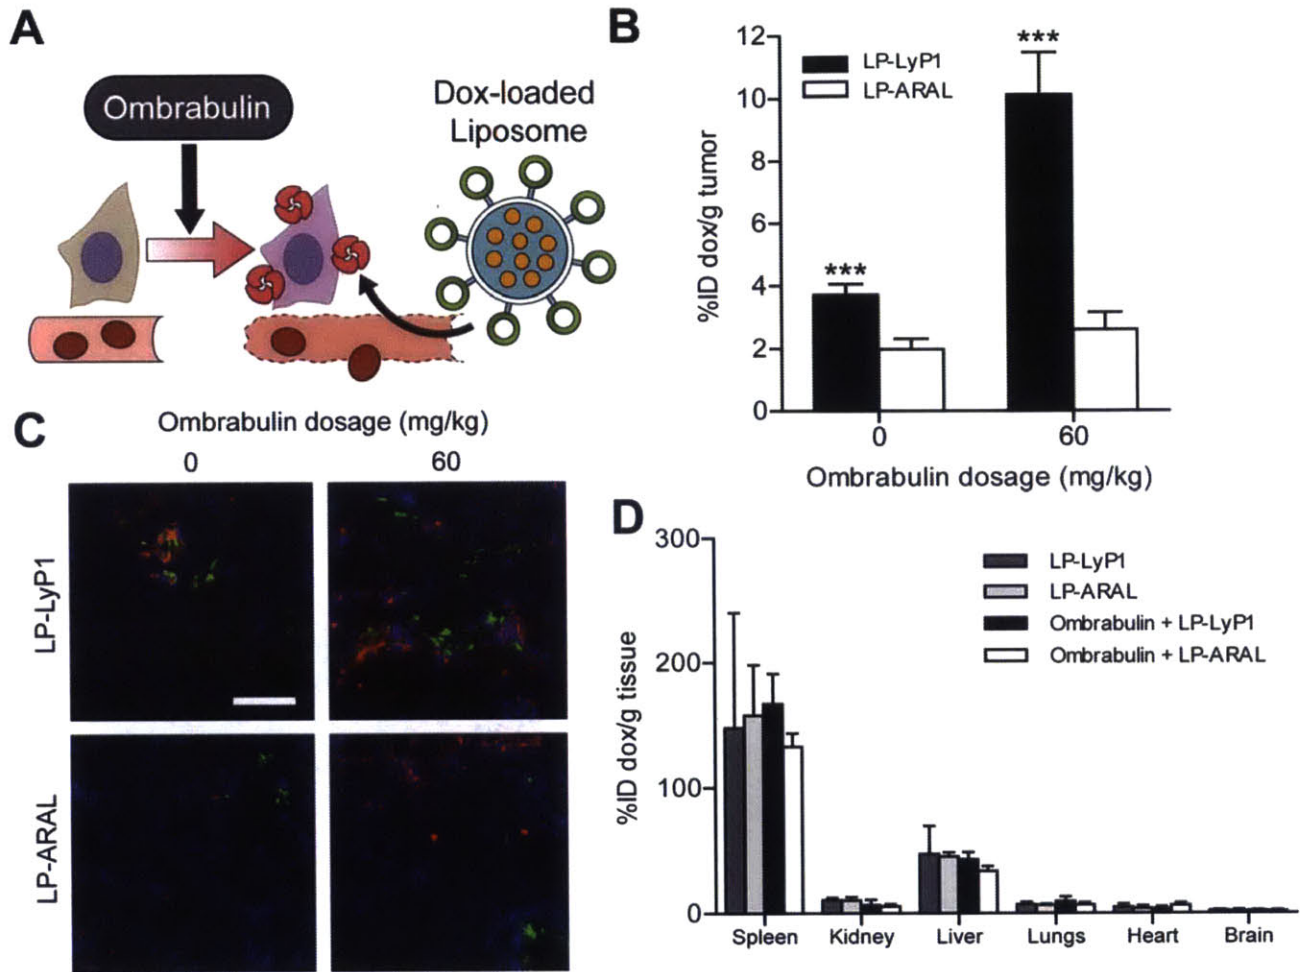 A
Ombrabulin
Dox-loaded
Liposome
B
12
10
8
6
4
2
0
%ID dox/g tumor
LP-LyP1
LP-ARAL
***
***
0
60
Ombrabulin dosage (mg/kg)
C
Ombrabulin dosage (mg/kg)
0
60
LP-LyP1
LP-ARAL
D
300
200
100
0
%ID dox/g tissue
LP-LyP1
LP-ARAL
Ombrabulin + LP-LyP1
Ombrabulin + LP-ARAL
Spleen
Kidney
Liver
Lungs
Heart
Brain